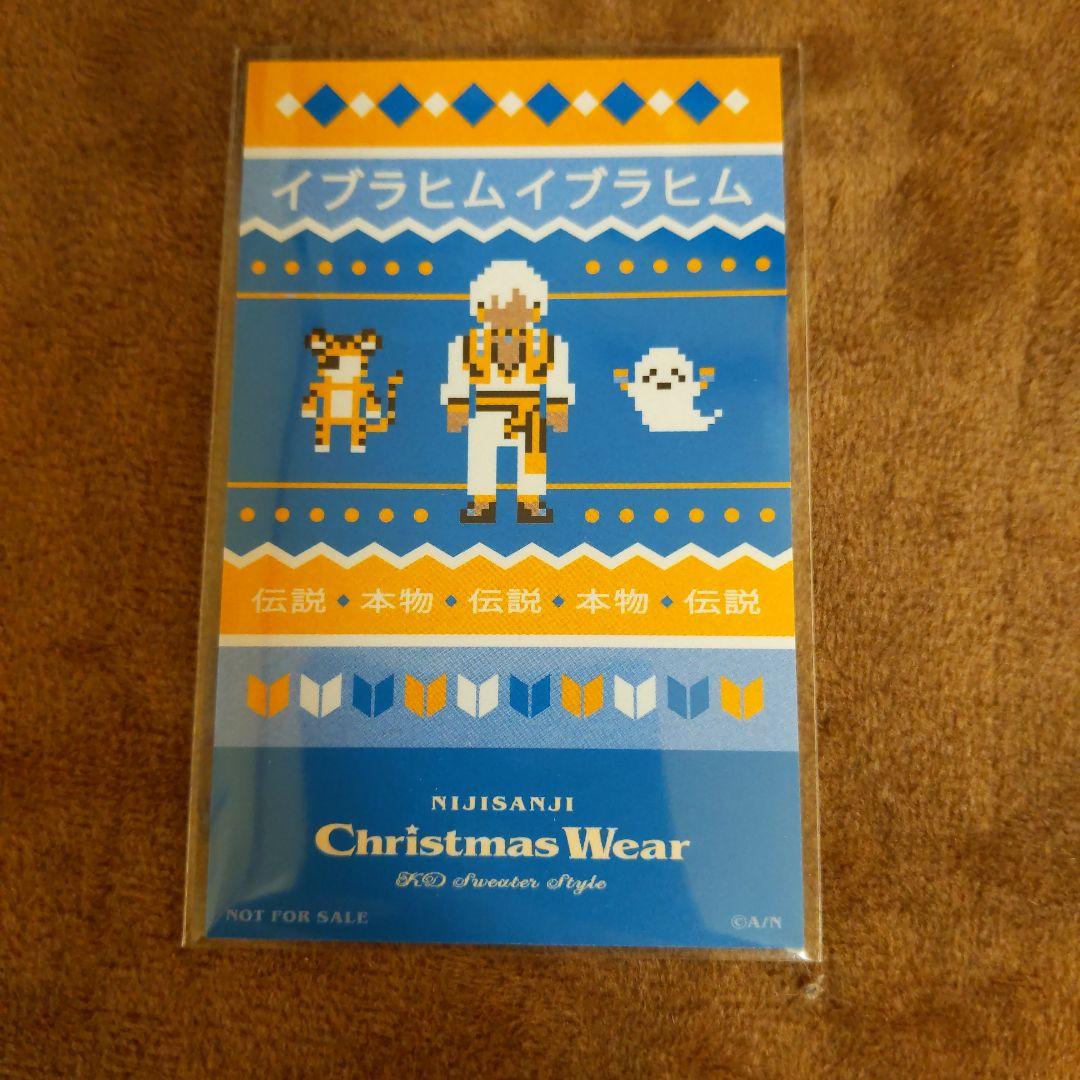 イブラヒムイブラヒム
伝説◆本物◆伝説◆本物◆伝説
NIJISANJI
Christmas Wear
KD Sweater Style
NOT FOR SALE
©A/N